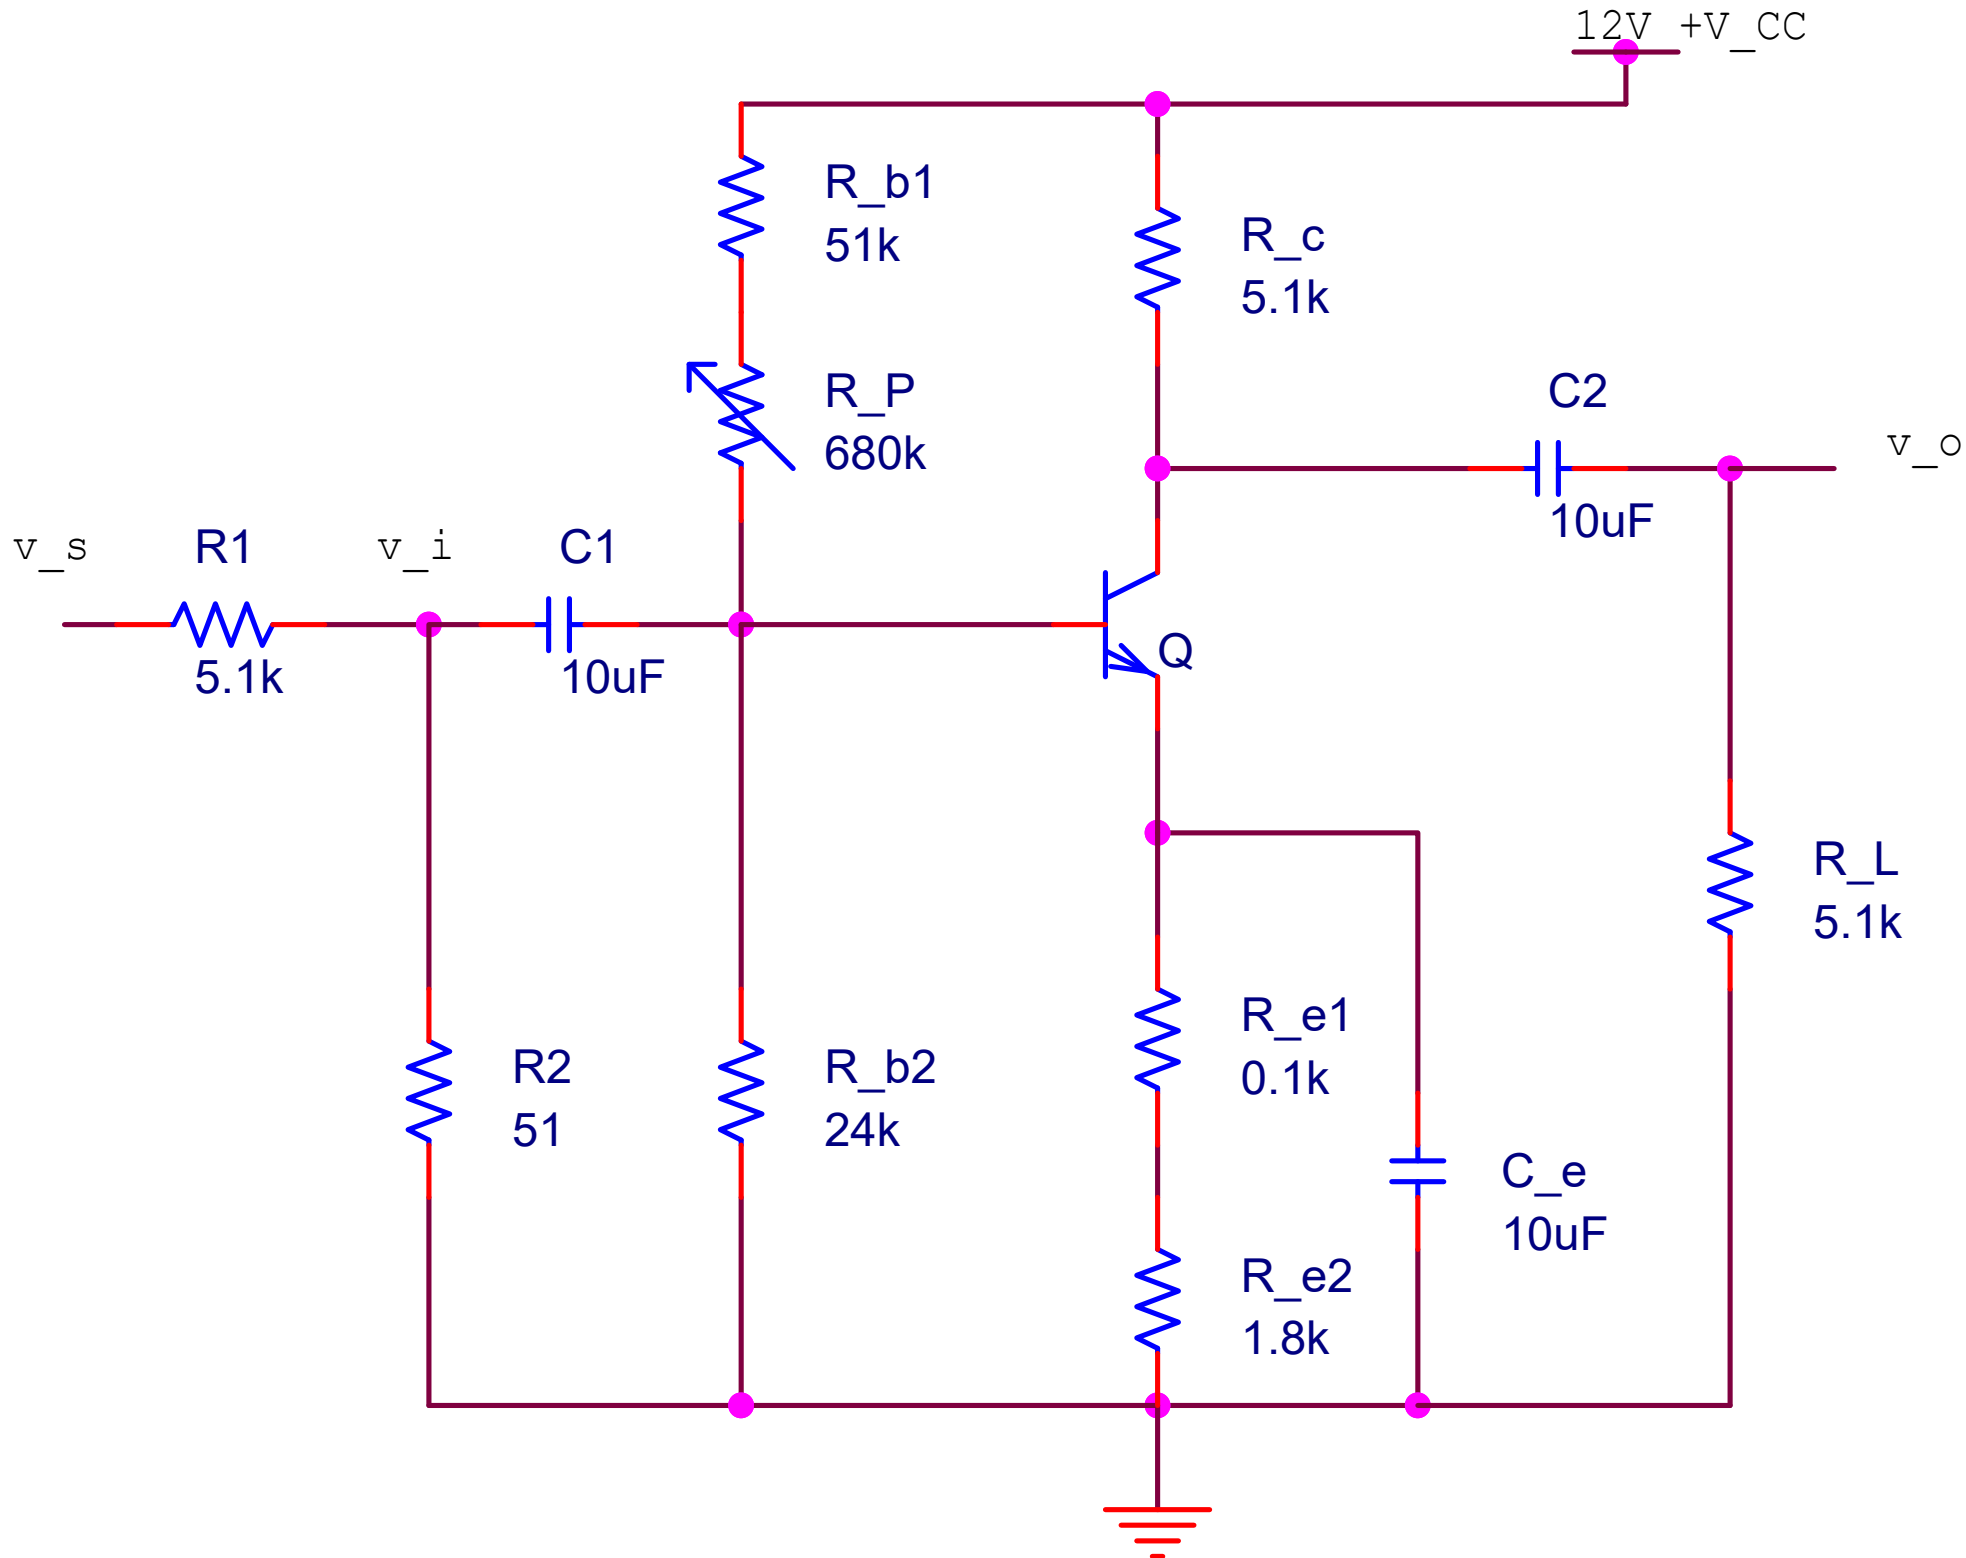 12V +V_CC
R_b1
51k
R_c
5.1k
R_P
680k
C2
10uF
v_o
v_s
R1
5.1k
v_i
C1
10uF
Q
R_L
5.1k
R_e1
0.1k
R2
51
R_b2
24k
C_e
10uF
R_e2
1.8k